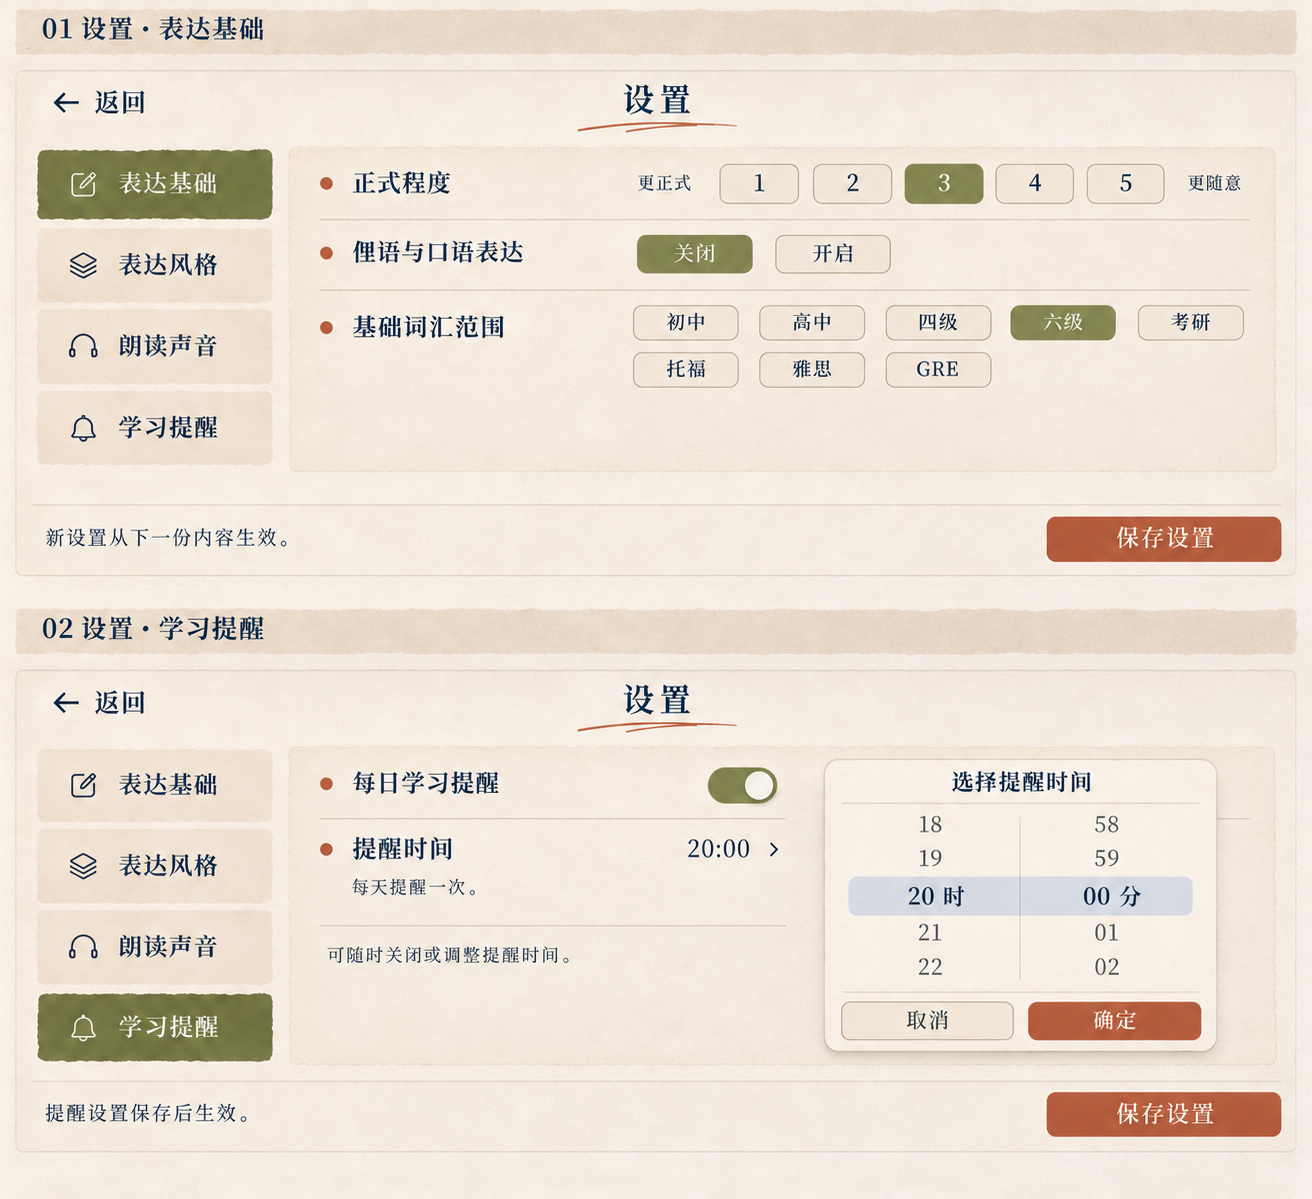 01 设置·表达基础
← 返回
设置
表达基础
表达风格
朗读声音
学习提醒
正式程度 更正式 1 2 3 4 5 更随意
俚语与口语表达 关闭 开启
基础词汇范围 初中 高中 四级 六级 考研
托福 雅思 GRE
新设置从下一份内容生效。
保存设置
02 设置·学习提醒
← 返回
设置
表达基础
表达风格
朗读声音
学习提醒
每日学习提醒
提醒时间 20:00 >
每天提醒一次。
可随时关闭或调整提醒时间。
选择提醒时间
18 58
19 59
20 时 00 分
21 01
22 02
取消 确定
提醒设置保存后生效。
保存设置